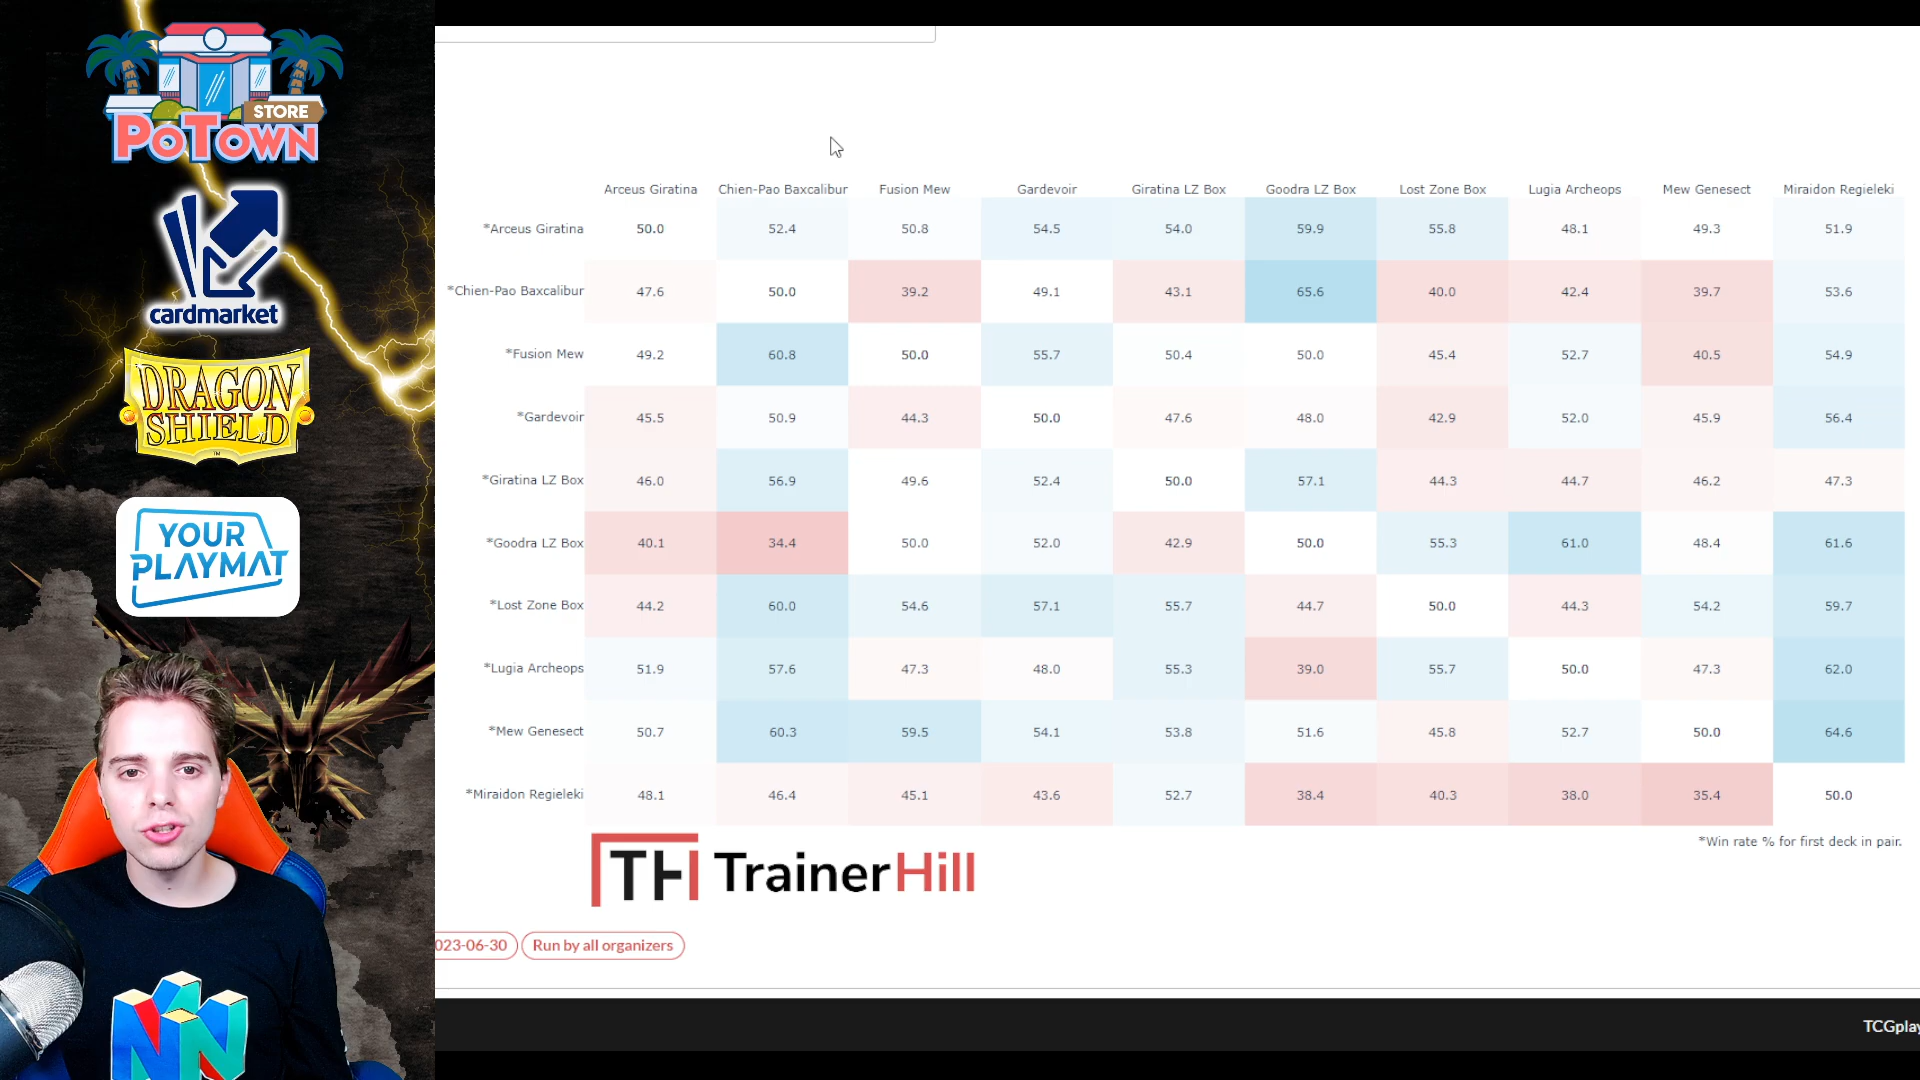 STORE
PoTown
cardmarket
DRAGON
SHIELD
YOUR
PLAYMAT
Arceus Giratina Chien-Pao Baxcalibur Fusion Mew Gardevoir Giratina LZ Box Goodra LZ Box Lost Zone Box Lugia Archeops Mew Genesect Miraidon Regieleki
*Arceus Giratina 50.0 52.4 50.8 54.5 54.0 59.9 55.8 48.1 49.3 51.9
*Chien-Pao Baxcalibur 47.6 50.0 39.2 49.1 43.1 65.6 40.0 42.4 39.7 53.6
*Fusion Mew 49.2 60.8 50.0 55.7 50.4 50.0 45.4 52.7 40.5 54.9
*Gardevoir 45.5 50.9 44.3 50.0 47.6 48.0 42.9 52.0 45.9 56.4
*Giratina LZ Box 46.0 56.9 49.6 52.4 50.0 57.1 44.3 44.7 46.2 47.3
*Goodra LZ Box 40.1 34.4 50.0 52.0 42.9 50.0 55.3 61.0 48.4 61.6
*Lost Zone Box 44.2 60.0 54.6 57.1 55.7 44.7 50.0 44.3 54.2 59.7
*Lugia Archeops 51.9 57.6 47.3 48.0 55.3 39.0 55.7 50.0 47.3 62.0
*Mew Genesect 50.7 60.3 59.5 54.1 53.8 51.6 45.8 52.7 50.0 64.6
*Miraidon Regieleki 48.1 46.4 45.1 43.6 52.7 38.4 40.3 38.0 35.4 50.0
*Win rate % for first deck in pair.
TH TrainerHill
023-06-30 Run by all organizers
TCGplay